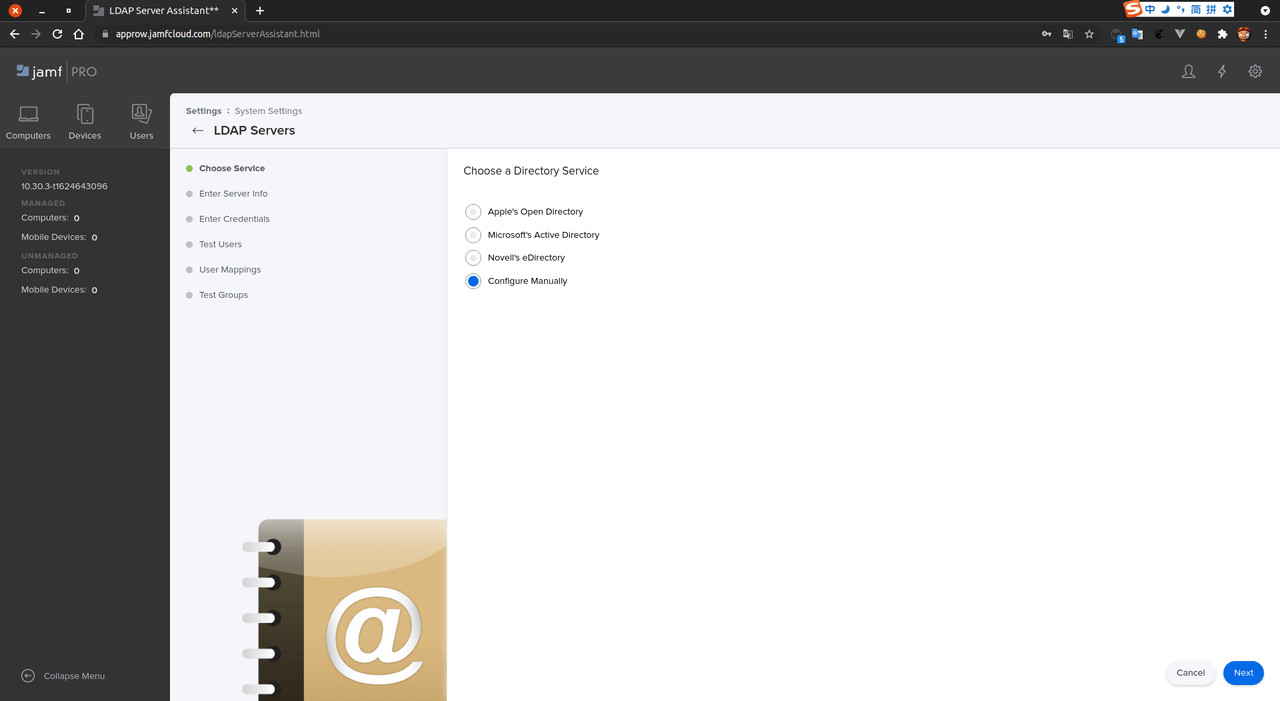 LDAP Server Assistant**
中 简 拼
approw.jamfcloud.com/ldapServerAssistant.html
jamf PRO
Computers Devices Users
VERSION
10.30.3-t1624643096
MANAGED
Computers: 0
Mobile Devices: 0
UNMANAGED
Computers: 0
Mobile Devices: 0
Collapse Menu
Settings : System Settings
LDAP Servers
Choose Service
Enter Server Info
Enter Credentials
Test Users
User Mappings
Test Groups
@
Choose a Directory Service
Apple's Open Directory
Microsoft's Active Directory
Novell's eDirectory
Configure Manually
Cancel Next